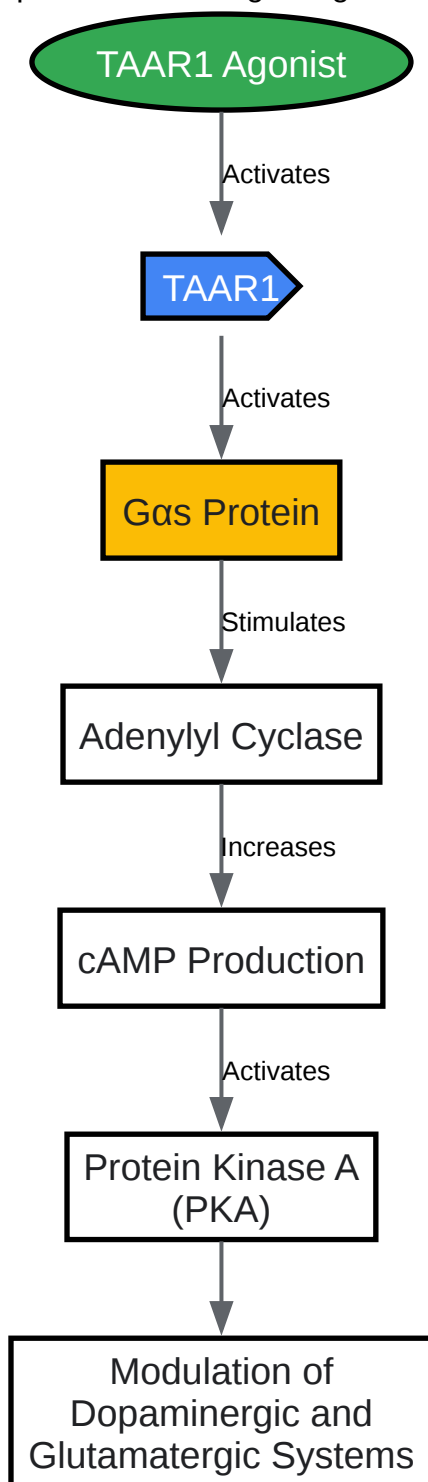 TAAR1 Agonist
Activates
TAAR1
Activates
Gαs Protein
Stimulates
Adenylyl Cyclase
Increases
cAMP Production
Activates
Protein Kinase A
(PKA)
Modulation of
Dopaminergic and
Glutamatergic Systems